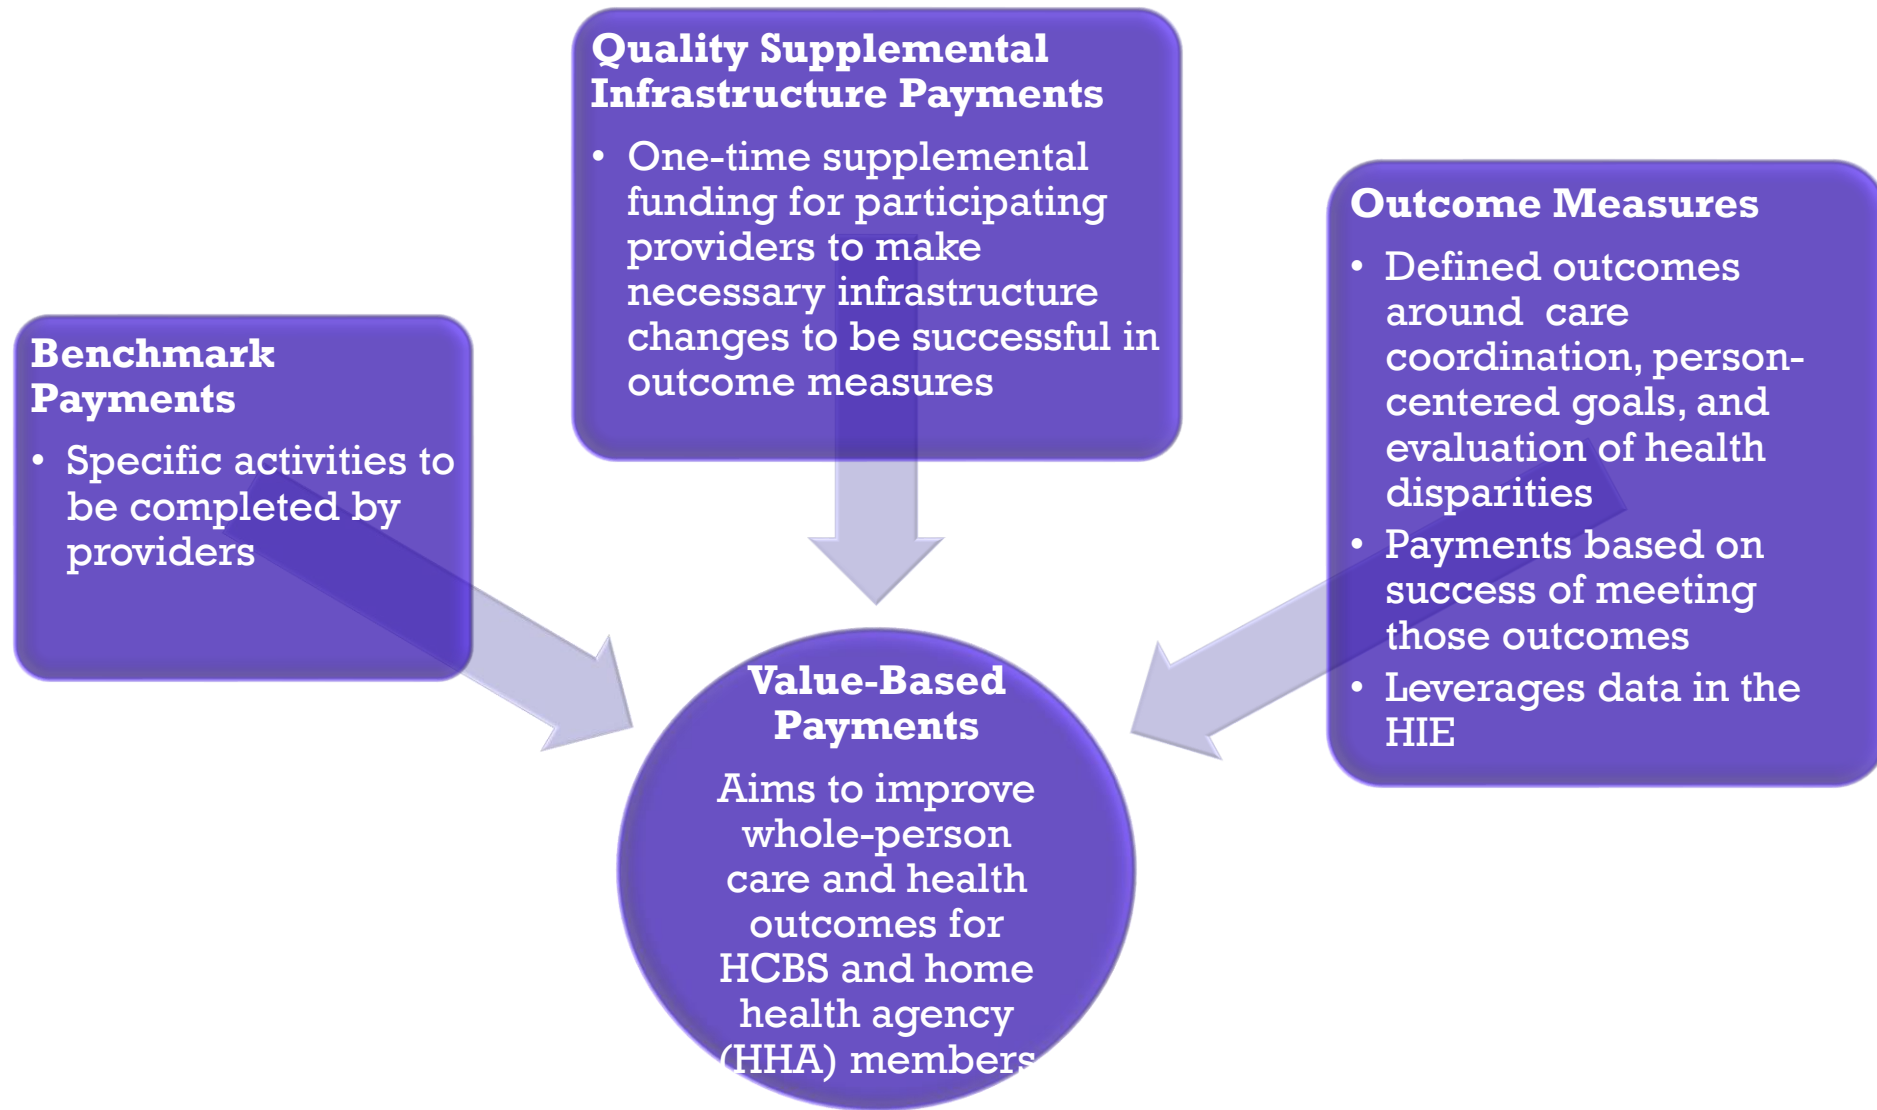 Quality Supplemental
Infrastructure Payments
• One-time supplemental
funding for participating
providers to make
necessary infrastructure
changes to be successful in
outcome measures
Benchmark
Payments
• Specific activities to
be completed by
providers
Outcome Measures
• Defined outcomes
around care
coordination, person-
centered goals, and
evaluation of health
disparities
• Payments based on
success of meeting
those outcomes
• Leverages data in the
HIE
Value-Based
Payments
Aims to improve
whole-person
care and health
outcomes for
HCBS and home
health agency
(HHA) members